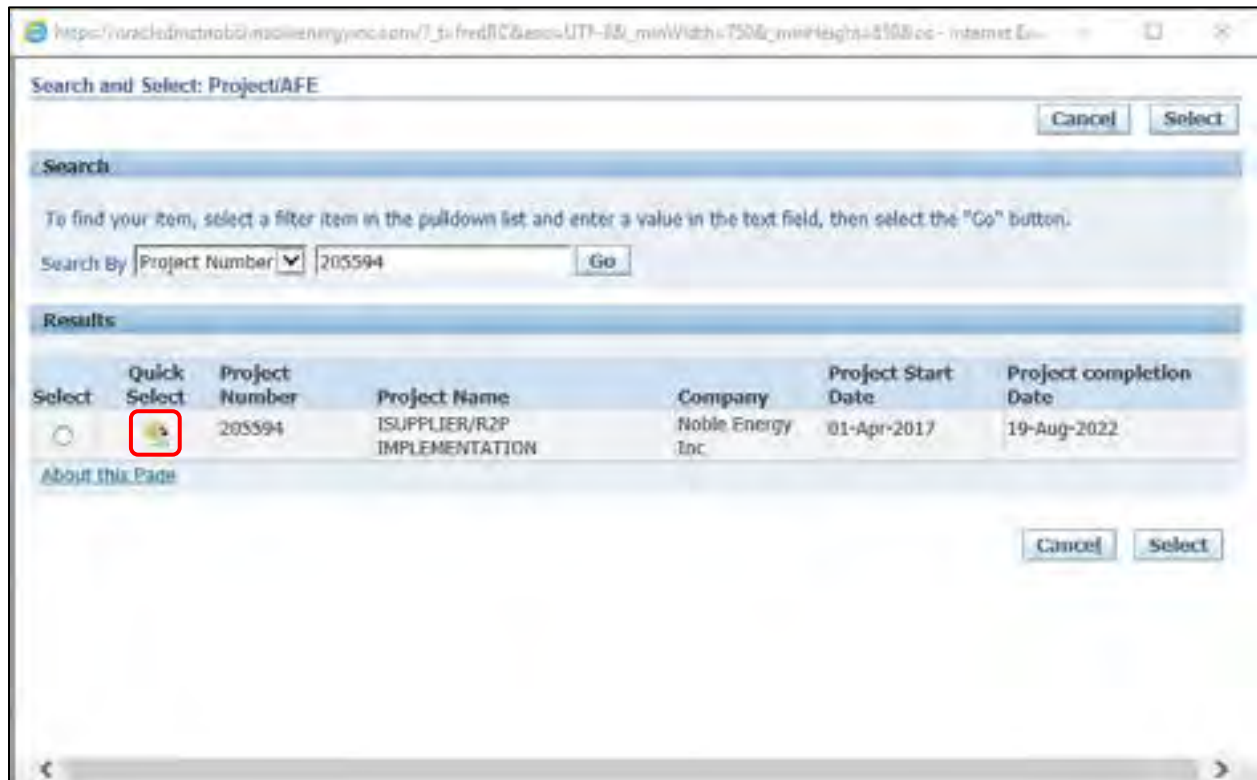 Search and Select: Project/AFE
Cancel Select
Search
To find your item, select a filter item in the pulldown list and enter a value in the text field, then select the "Go" button.
Search By Project Number 205594 Go
Results
Select Quick Select Project Number Project Name Company Project Start Date Project completion Date
205594 ISUPPLIER/R2P IMPLEMENTATION Noble Energy Inc 01-Apr-2017 19-Aug-2022
About this Page
Cancel Select